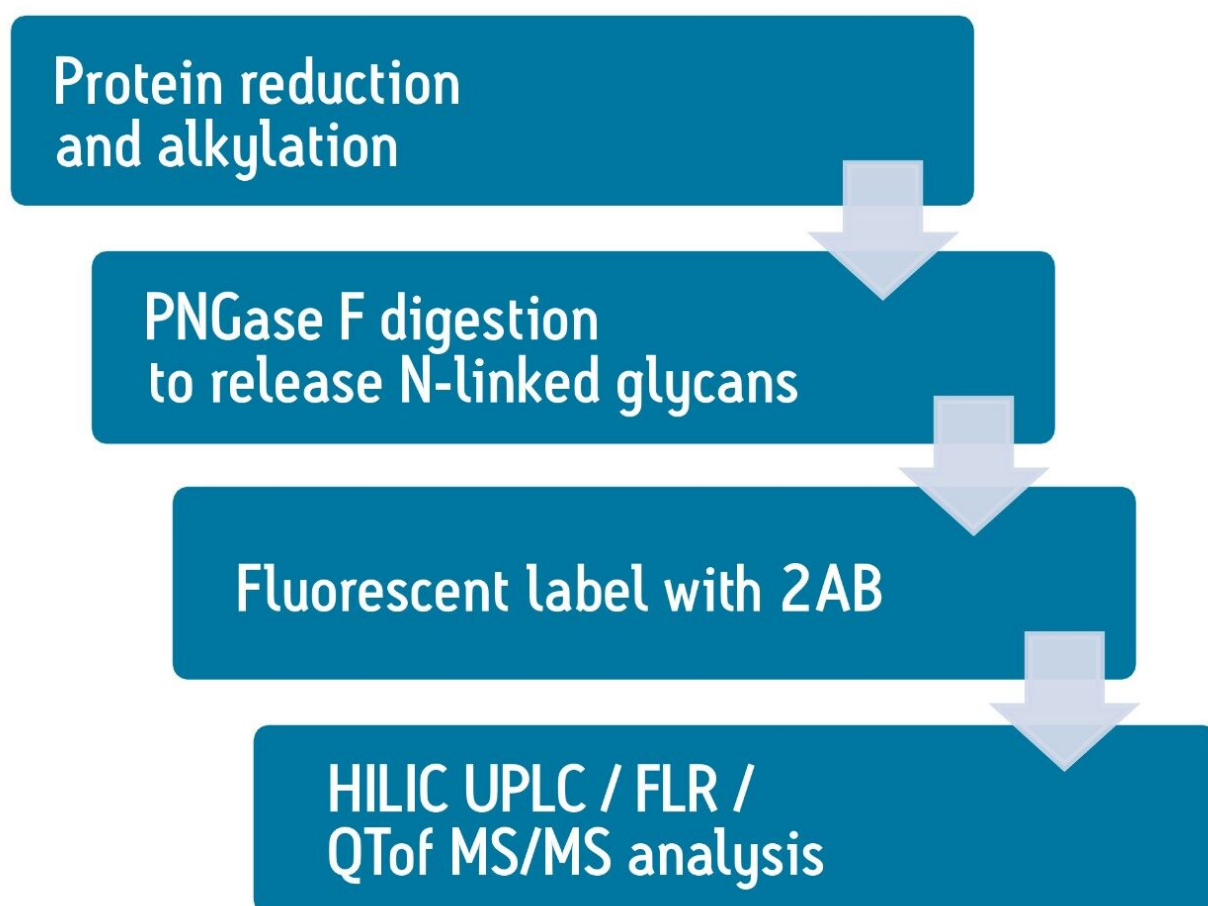 Protein reduction
and alkylation
PNGase F digestion
to release N-linked glycans
Fluorescent label with 2AB
HILIC UPLC / FLR /
QTof MS/MS analysis